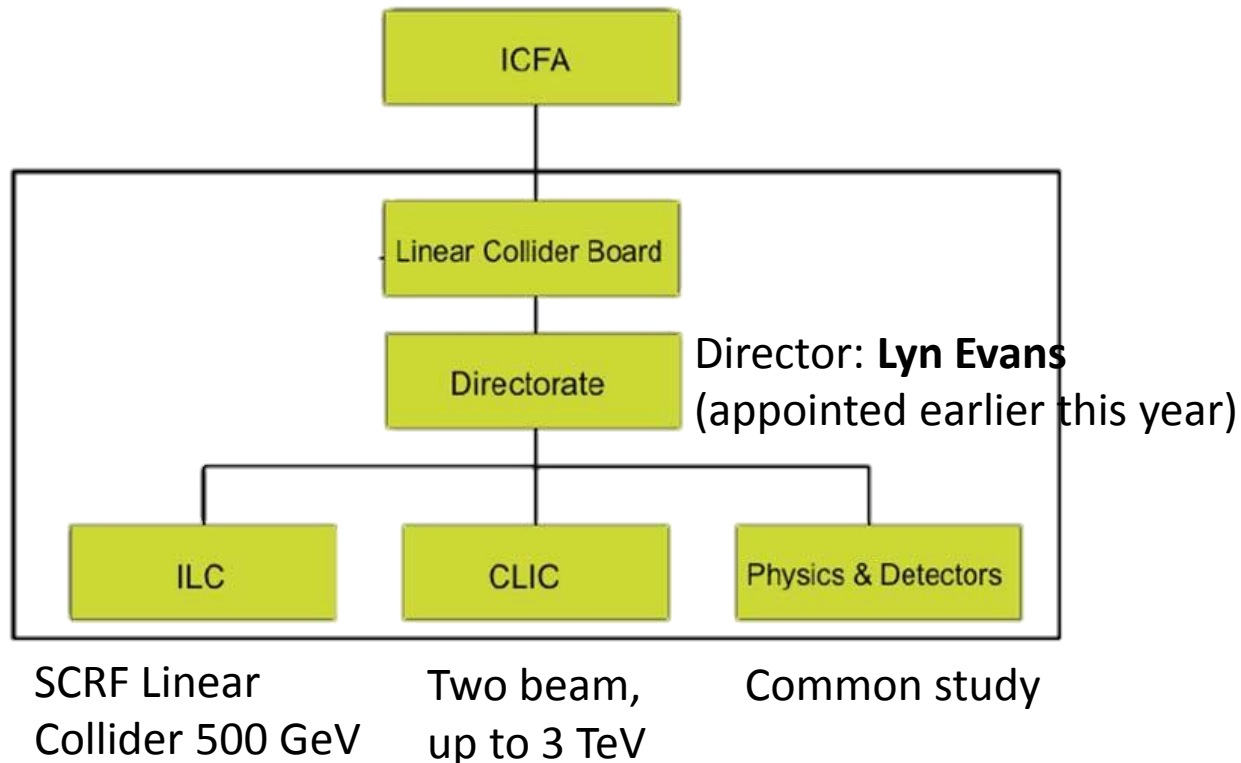 ICFA
Linear Collider Board
Directorate
Director: Lyn Evans
(appointed earlier this year)
ILC
CLIC
Physics & Detectors
SCRF Linear
Collider 500 GeV
Two beam,
up to 3 TeV
Common study